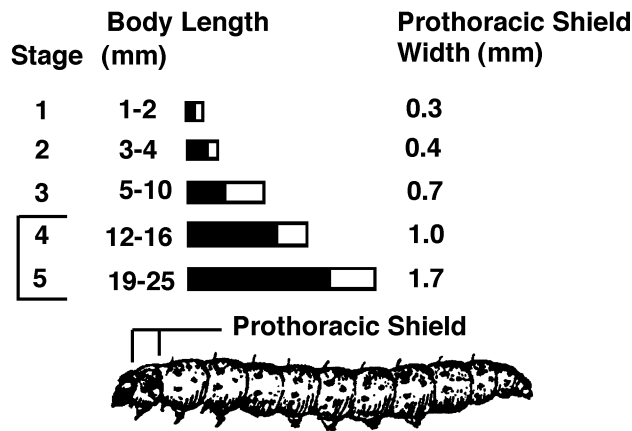 Body Length Prothoracic Shield
Stage (mm) Width (mm)
1 1-2 0.3
2 3-4 0.4
3 5-10 0.7
4 12-16 1.0
5 19-25 1.7
Prothoracic Shield